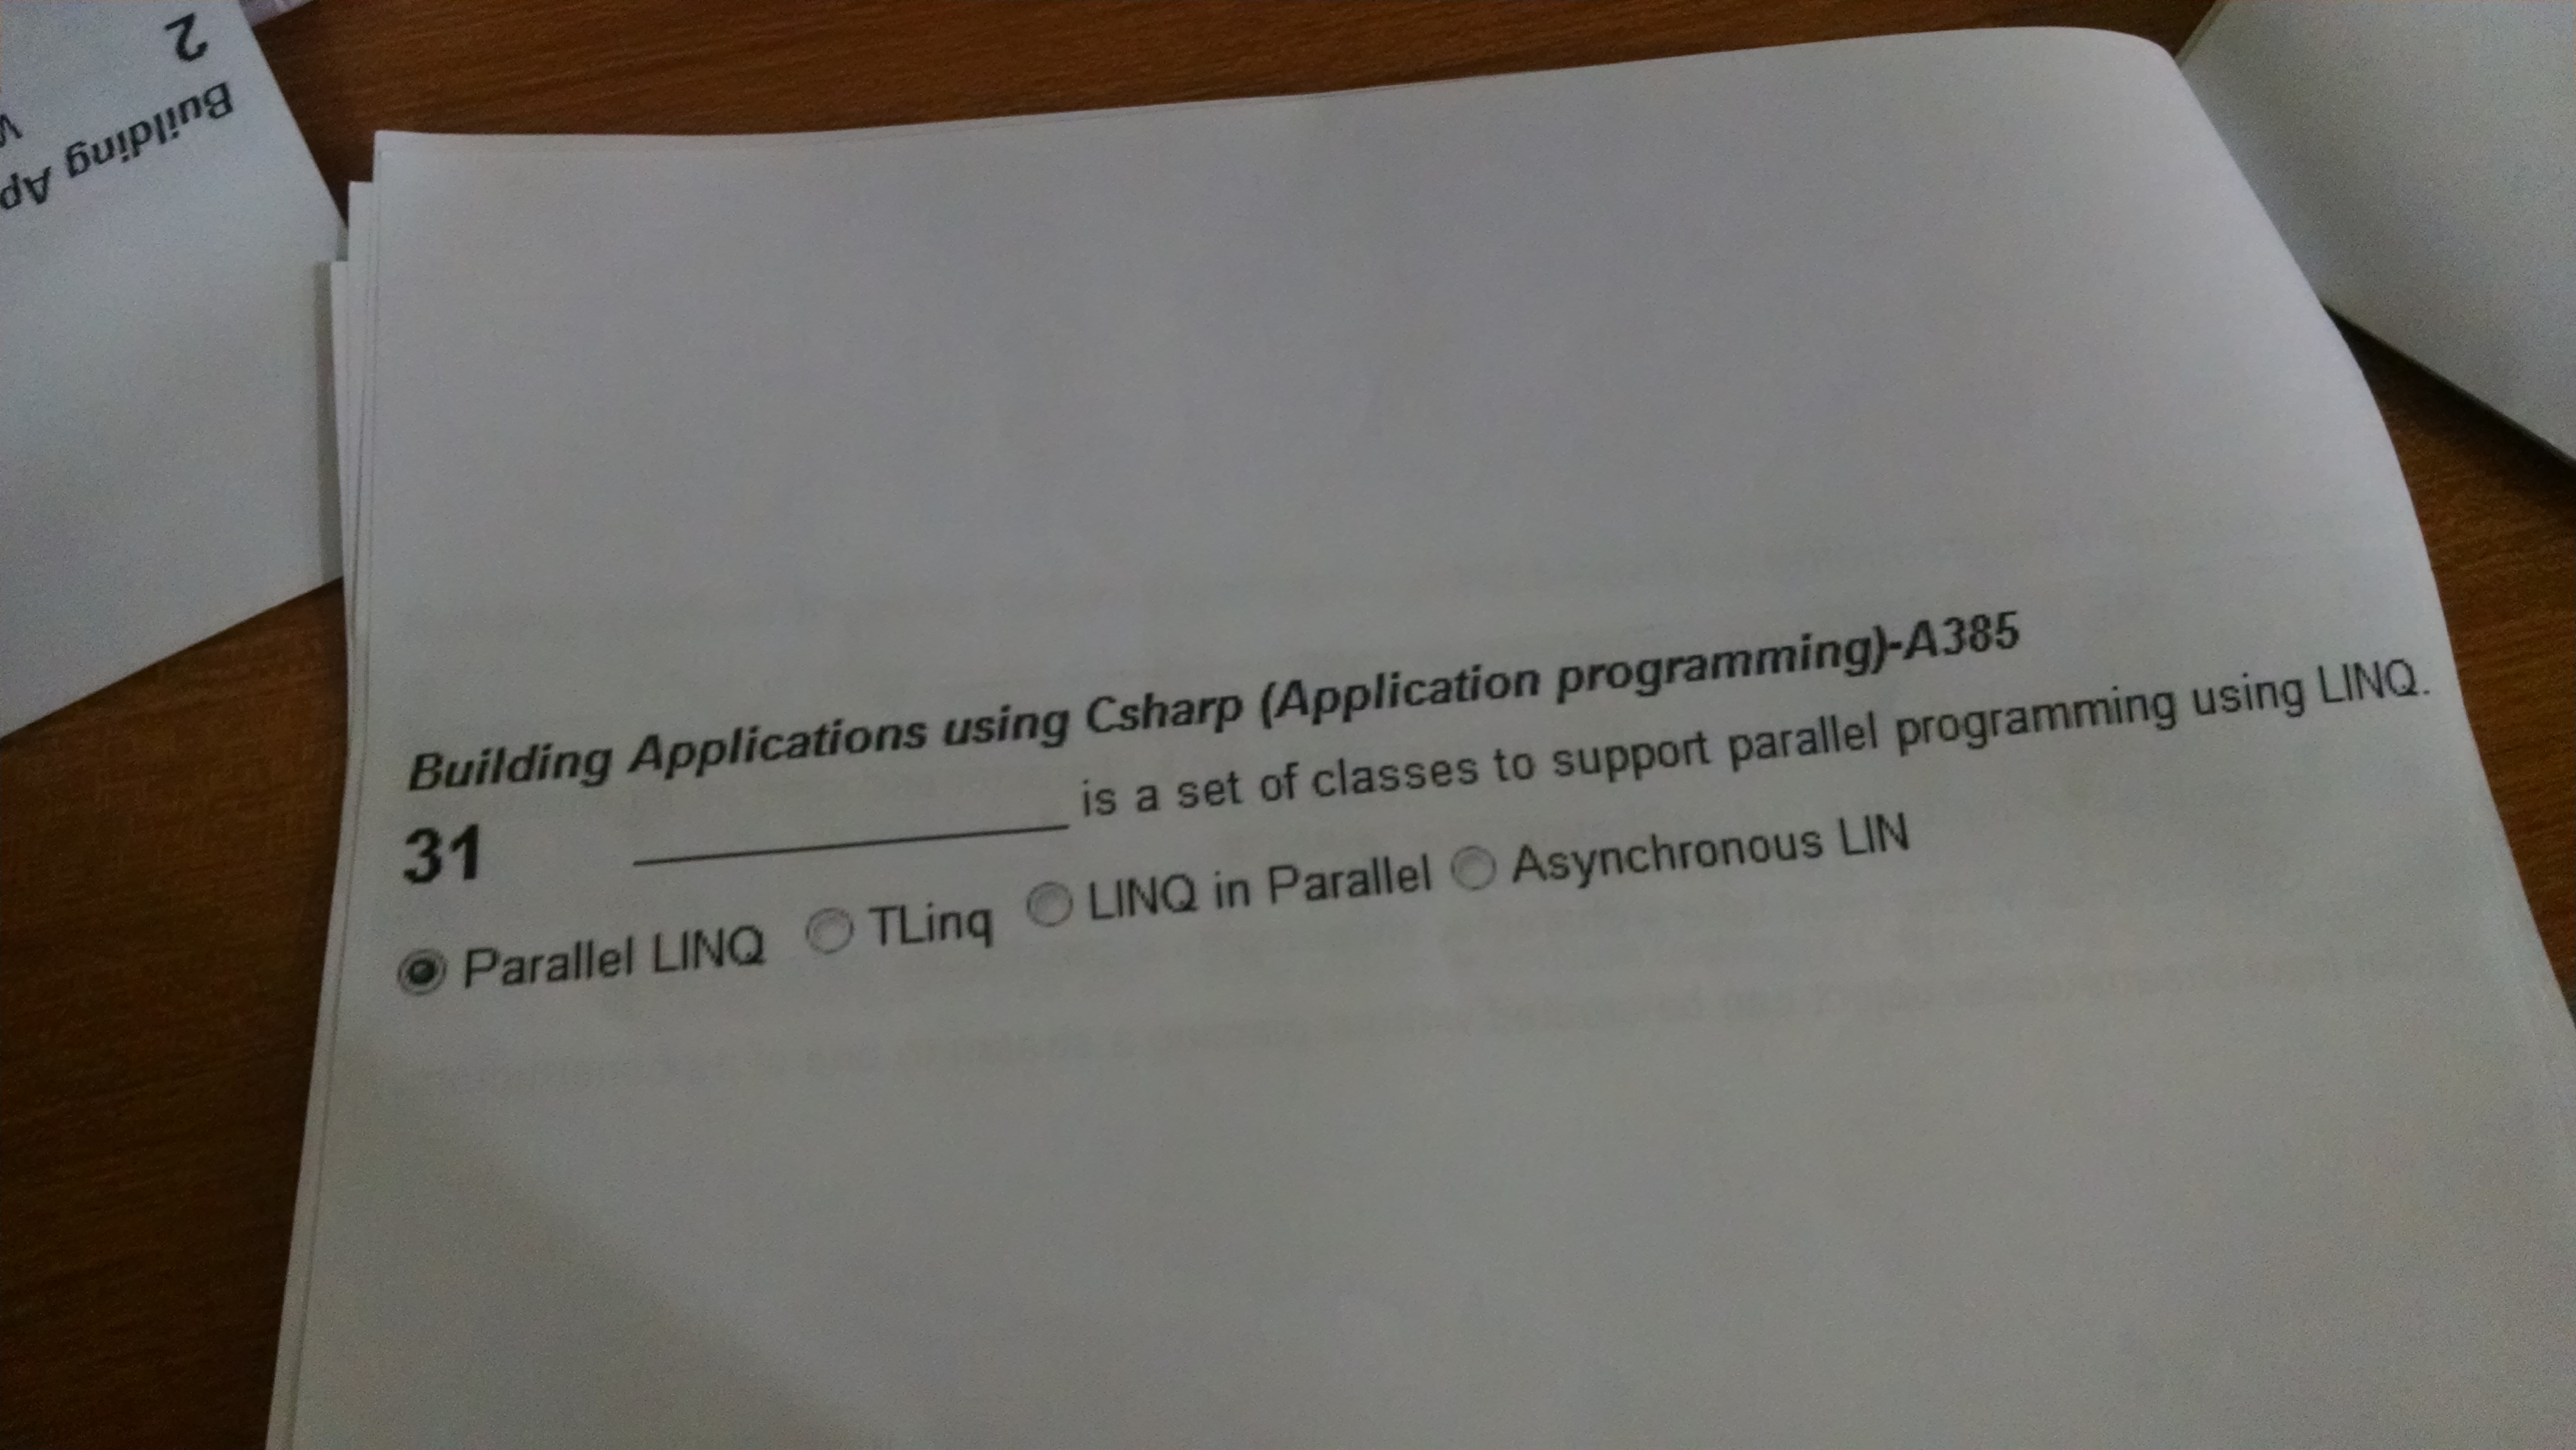 2
Building Ap
Building Applications using Csharp (Application programming)-A385
31 ____________ is a set of classes to support parallel programming using LINQ.
Parallel LINQ TLinq LINQ in Parallel Asynchronous LIN